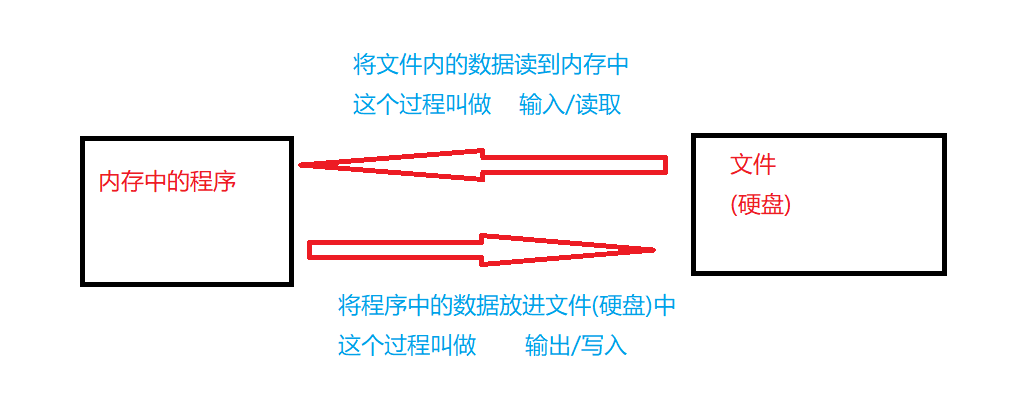 将文件内的数据读到内存中
这个过程叫做 输入/读取
内存中的程序
文件
(硬盘)
将程序中的数据放进文件(硬盘)中
这个过程叫做 输出/写入